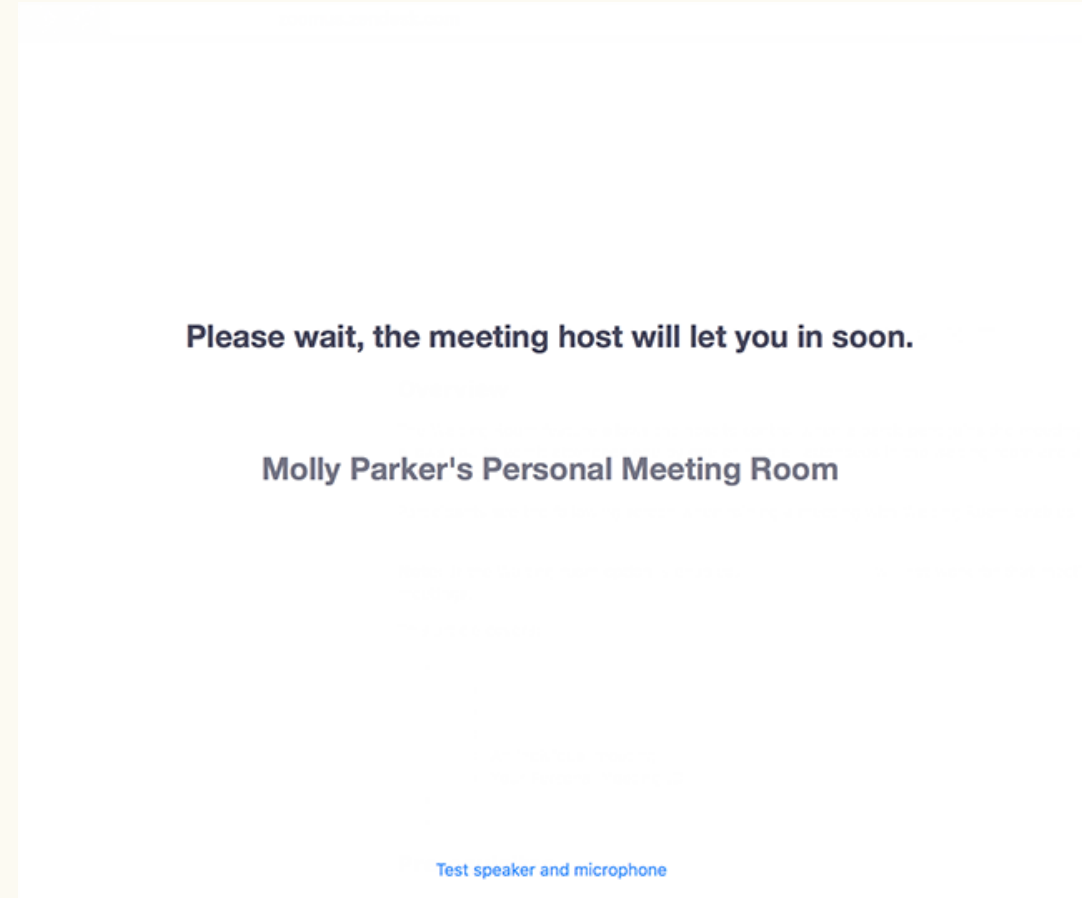 Please wait, the meeting host will let you in soon.
Molly Parker's Personal Meeting Room
Test speaker and microphone